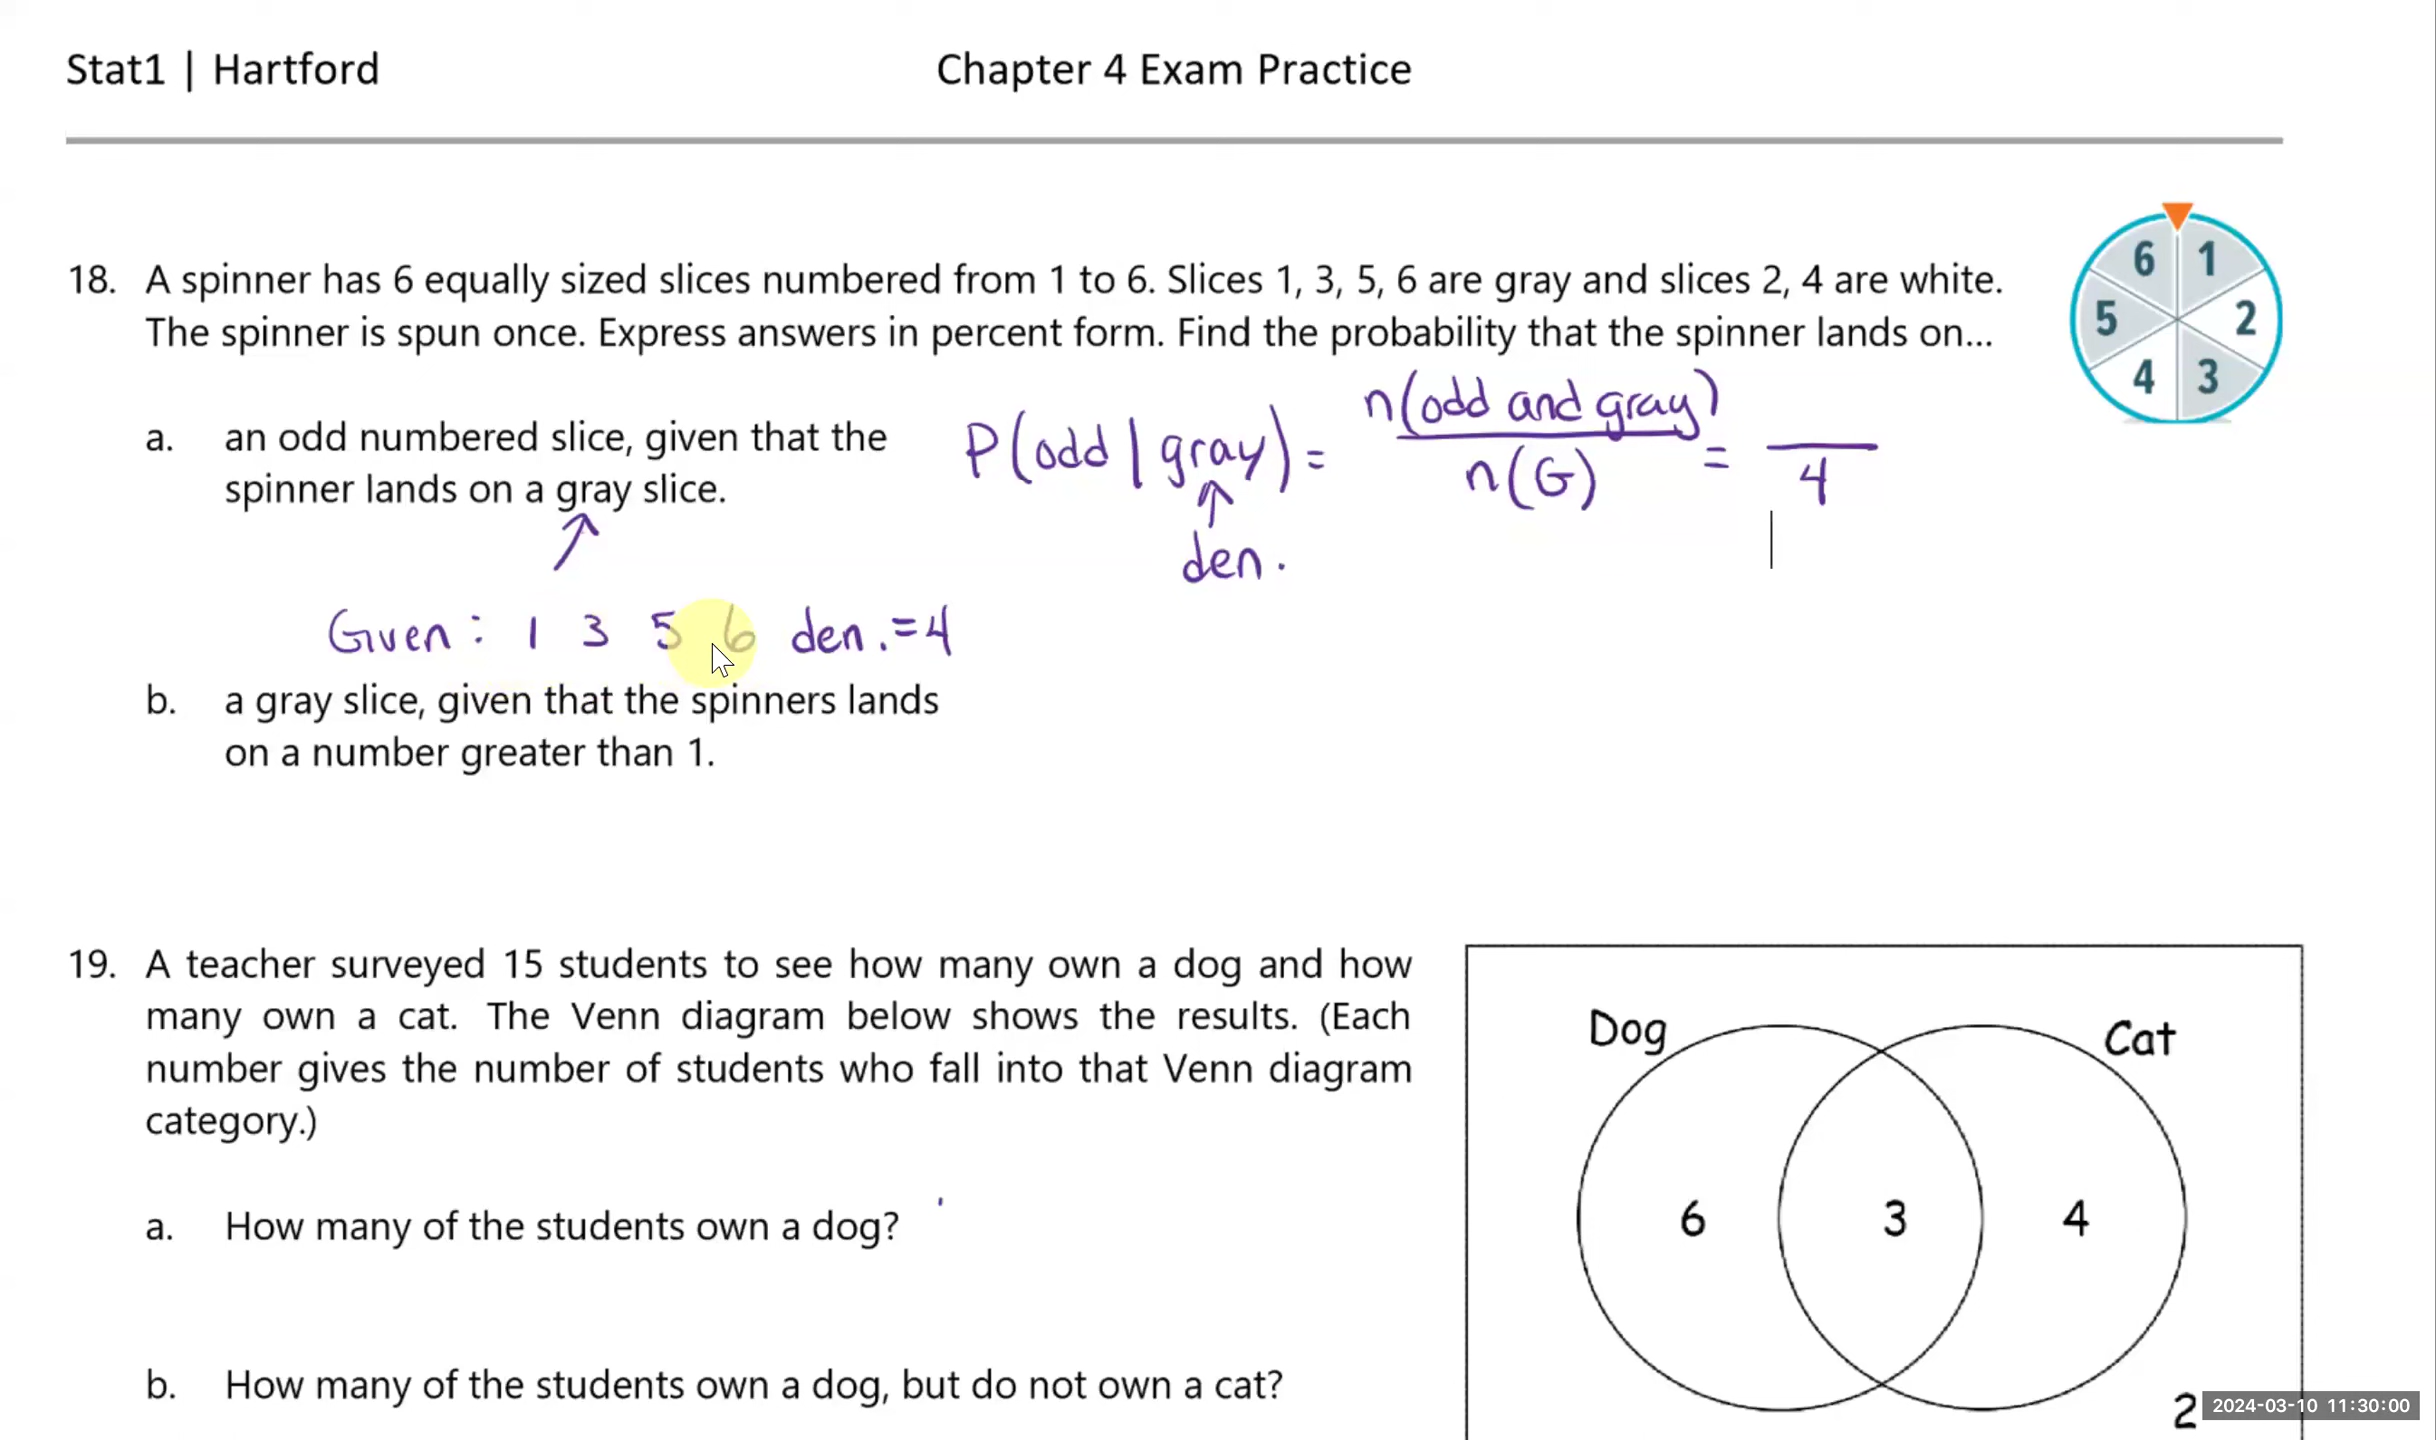 Stat1 | Hartford
Chapter 4 Exam Practice
18. A spinner has 6 equally sized slices numbered from 1 to 6. Slices 1, 3, 5, 6 are gray and slices 2, 4 are white.
The spinner is spun once. Express answers in percent form. Find the probability that the spinner lands on...
6 1
5 2
4 3
a. an odd numbered slice, given that the
spinner lands on a gray slice.
n(odd and gray)
P(odd | gray) = =
n(G) 4
den.
Given: 1 3 5 6 den.=4
b. a gray slice, given that the spinners lands
on a number greater than 1.
19. A teacher surveyed 15 students to see how many own a dog and how
many own a cat. The Venn diagram below shows the results. (Each
number gives the number of students who fall into that Venn diagram
category.)
a. How many of the students own a dog?
b. How many of the students own a dog, but do not own a cat?
Dog Cat
6 3 4
2
2024-03-10 11:30:00